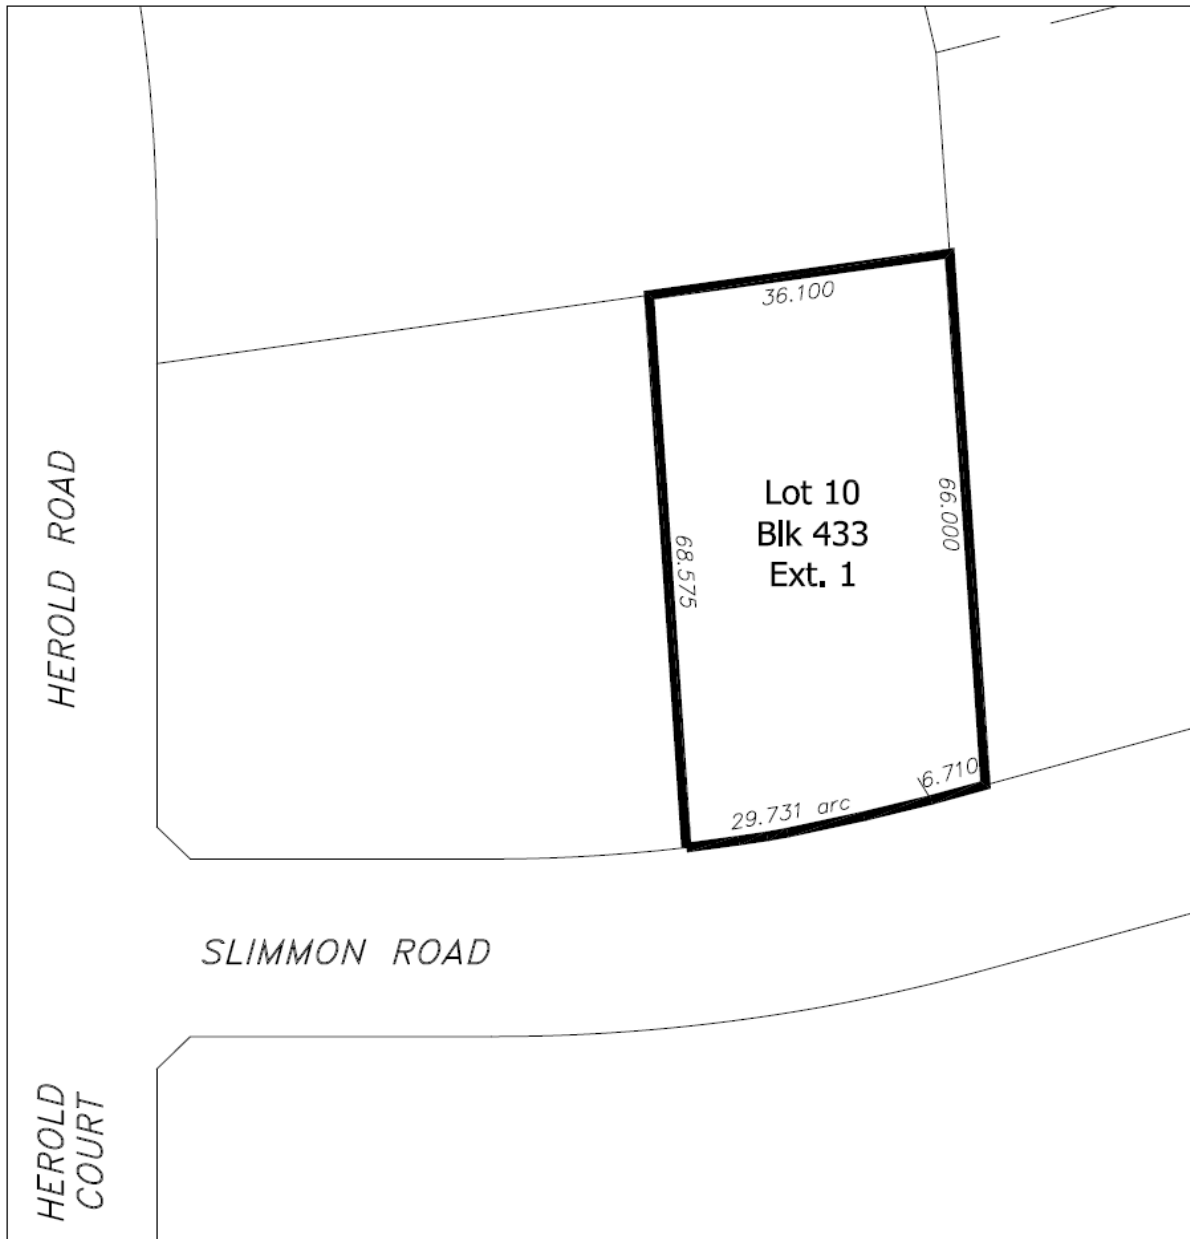 36.100
Lot 10
Blk 433
Ext. 1
66.000
68.575
HEROLD ROAD
6.710
29.731 arc
SLIMMON ROAD
HEROLD
COURT